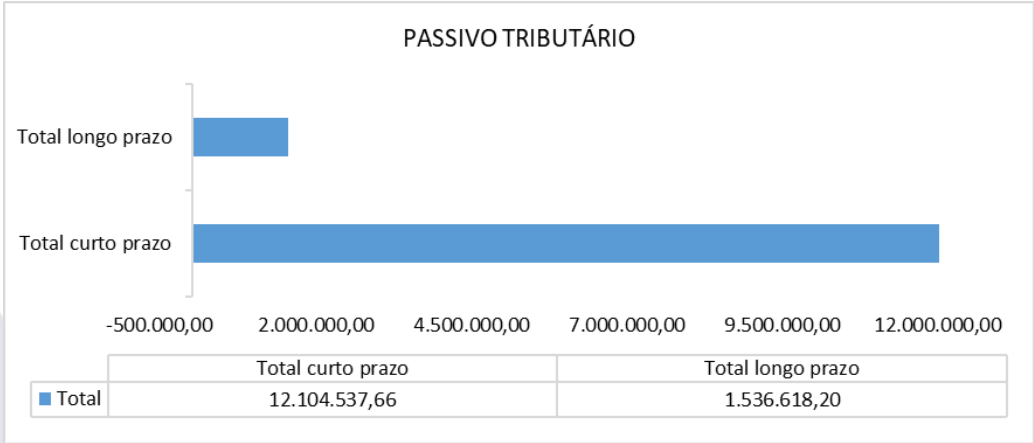 PASSIVO TRIBUTÁRIO
Total longo prazo
Total curto prazo
-500.000,00 2.000.000,00 4.500.000,00 7.000.000,00 9.500.000,00 12.000.000,00
Total curto prazo Total longo prazo
Total 12.104.537,66 1.536.618,20